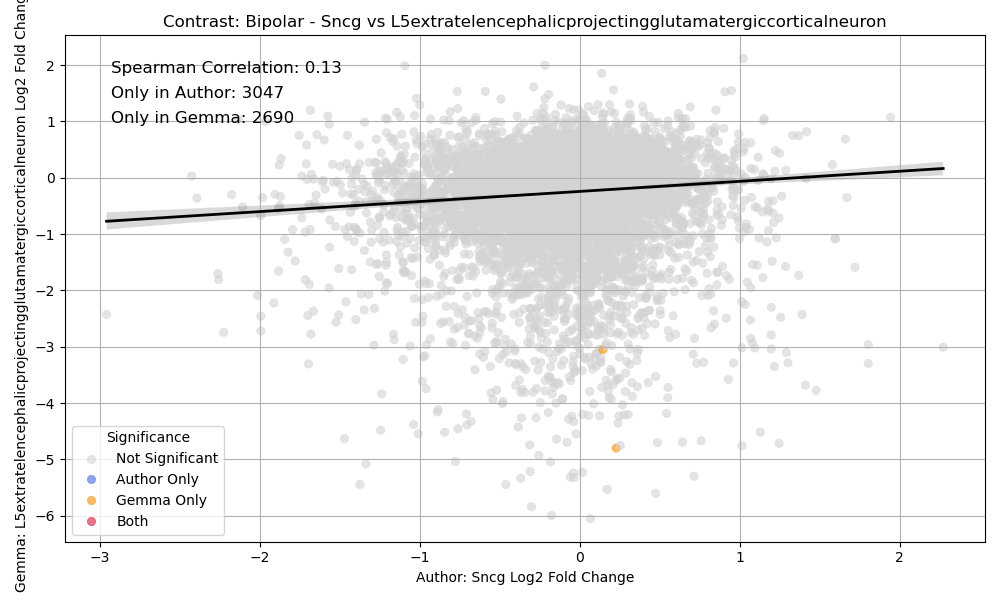 Contrast: Bipolar - Sncg vs L5extratelencephalicprojectingglutamatergiccorticalneuron
Spearman Correlation: 0.13
Only in Author: 3047
Only in Gemma: 2690
2
1
0
−1
−2
−3
−4
−5
−6
Gemma: L5extratelencephalicprojectingglutamatergiccorticalneuron Log2 Fold Chang
Significance
Not Significant
Author Only
Gemma Only
Both
−3
−2
−1
0
1
2
Author: Sncg Log2 Fold Change